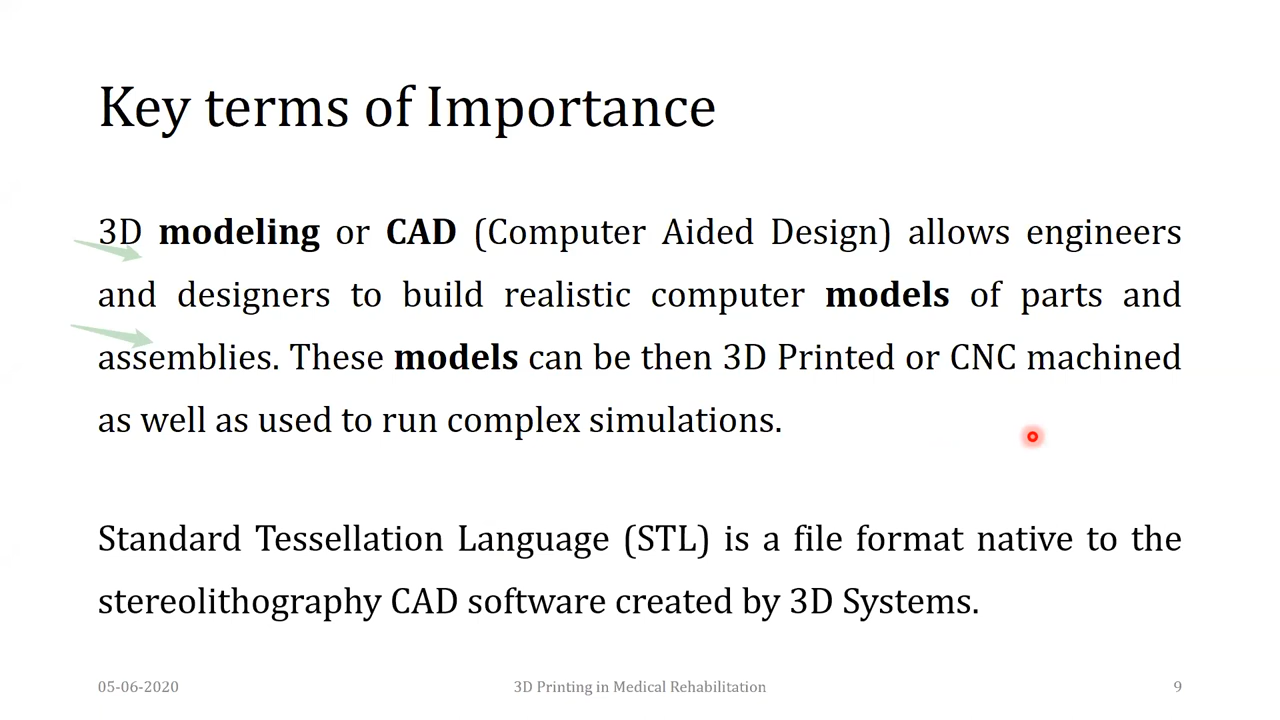 Key terms of Importance
3D modeling or CAD (Computer Aided Design) allows engineers
and designers to build realistic computer models of parts and
assemblies. These models can be then 3D Printed or CNC machined
as well as used to run complex simulations.
Standard Tessellation Language (STL) is a file format native to the
stereolithography CAD software created by 3D Systems.
05-06-2020 3D Printing in Medical Rehabilitation 9